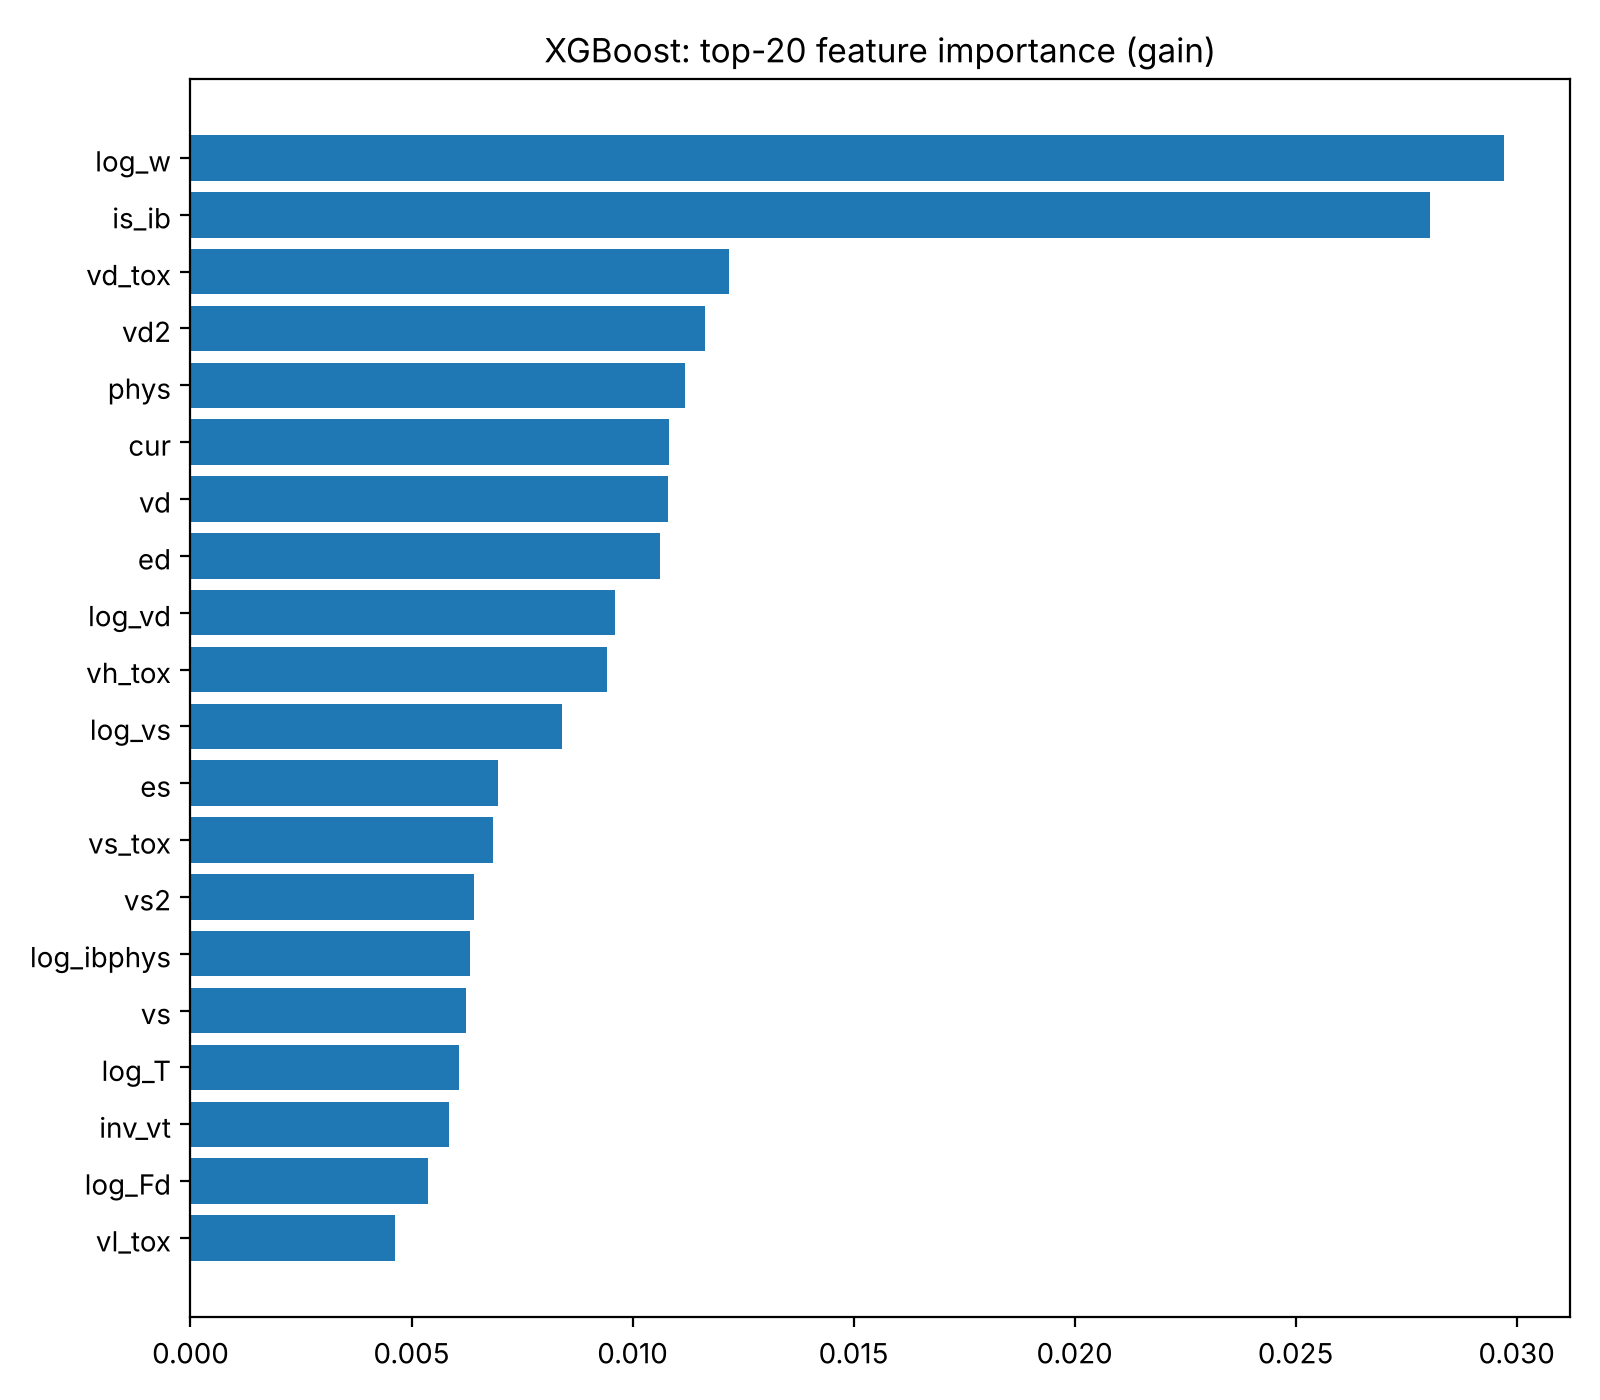 XGBoost: top-20 feature importance (gain)
log_w
is_ib
vd_tox
vd2
phys
cur
vd
ed
log_vd
vh_tox
log_vs
es
vs_tox
vs2
log_ibphys
vs
log_T
inv_vt
log_Fd
vl_tox
0.000 0.005 0.010 0.015 0.020 0.025 0.030